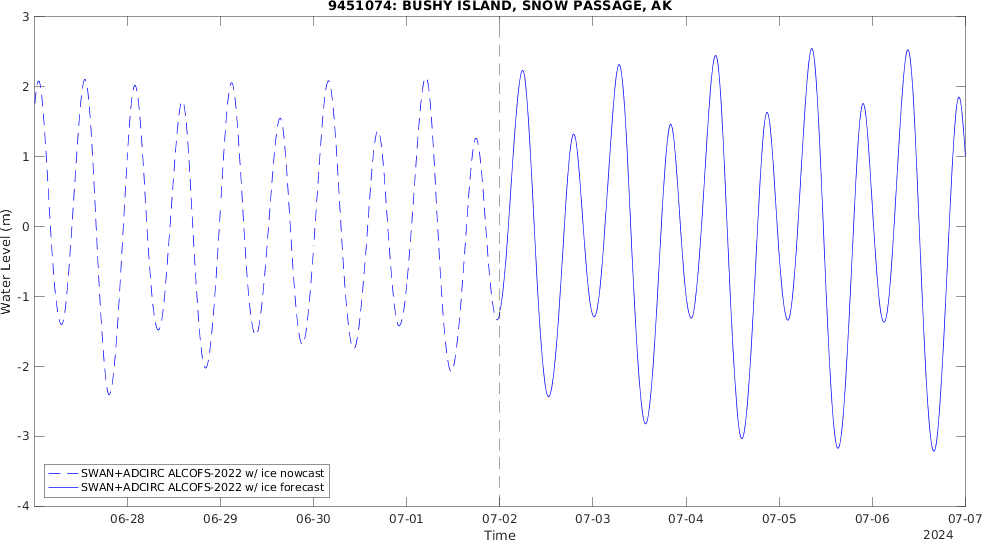 9451074: BUSHY ISLAND, SNOW PASSAGE, AK
3
2
1
0
-1
-2
-3
-4
Water Level (m)
SWAN+ADCIRC ALCOFS-2022 w/ ice nowcast
SWAN+ADCIRC ALCOFS-2022 w/ ice forecast
06-28 06-29 06-30 07-01 07-02 07-03 07-04 07-05 07-06 07-07
Time
2024